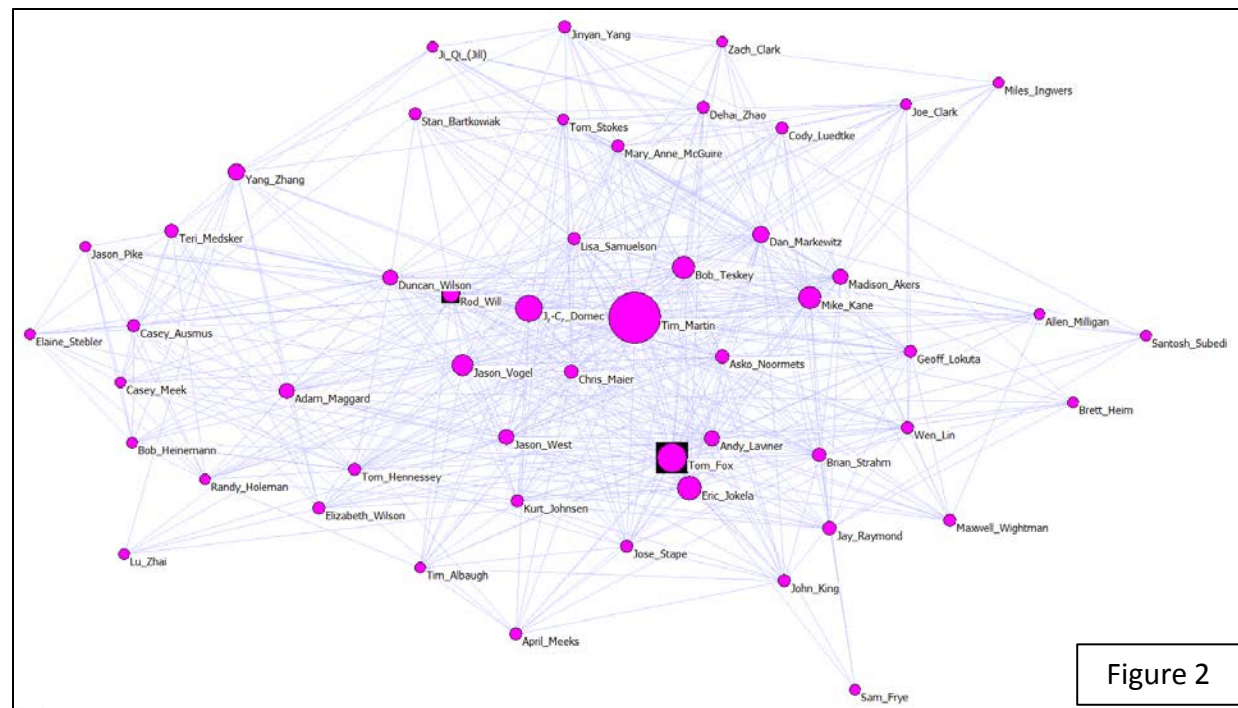 Jinyan_Yang
Zach_Clark
Ji_Qi_(Jill)
Miles_Ingwers
Joe_Clark
Dehai_Zhao
Stan_Bartkowiak
Tom_Stokes
Cody_Luedtke
Mary_Anne_McGuire
Yang_Zhang
Teri_Medsker
Lisa_Samuelson
Dan_Markewitz
Jason_Pike
Bob_Teskey
Duncan_Wilson
Madison_Akers
Rod_Will
Mike_Kane
J,-C,_Domec
Allen_Milligan
Tim_Martin
Casey_Ausmus
Santosh_Subedi
Elaine_Stebler
Geoff_Lokuta
Asko_Noormets
Jason_Vogel
Chris_Maier
Casey_Meek
Adam_Maggard
Brett_Heim
Wen_Lin
Jason_West
Andy_Lavner
Bob_Heinemann
Brian_Strahm
Tom_Fox
Tom_Hennessey
Randy_Holeman
Eric_Jokela
Kurt_Johnsen
Elizabeth_Wilson
Maxwell_Wightman
Jay_Raymond
Jose_Stape
Lu_Zhai
Tim_Albaugh
John_King
April_Meeks
Figure 2
Sam_Frye